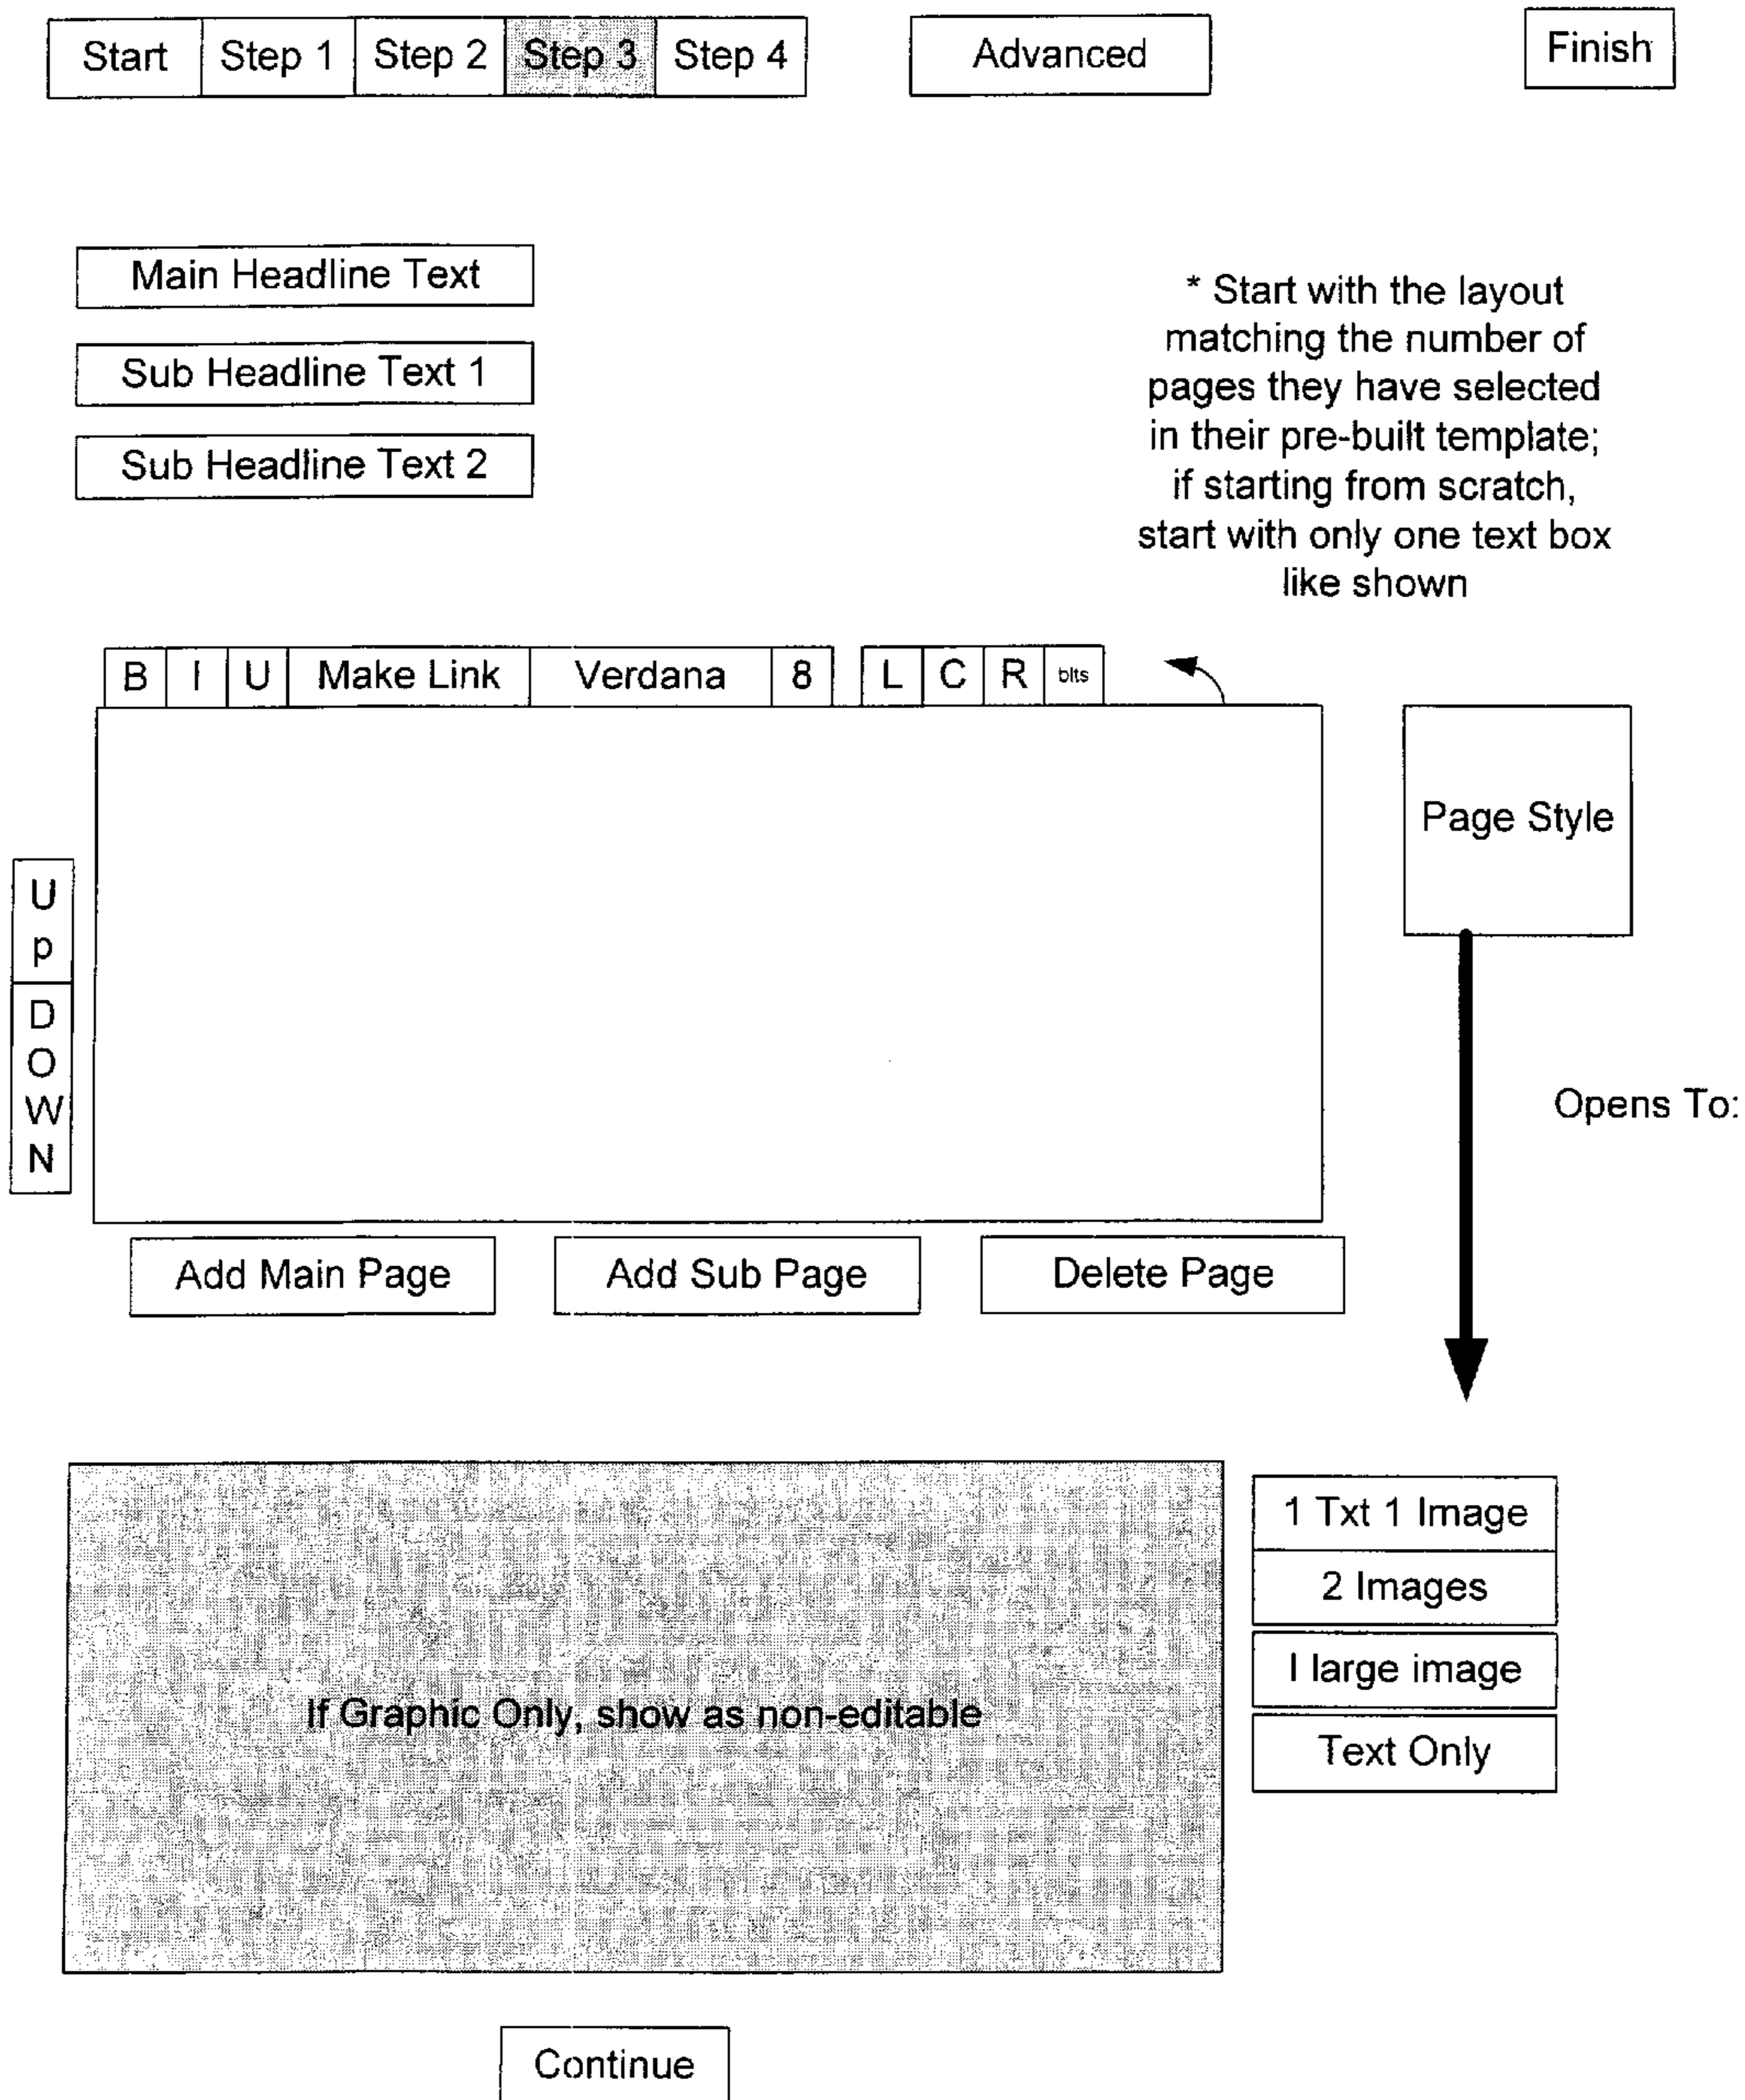 Start Step 1 Step 2 Step 3 Step 4 Advanced Finish
Main Headline Text
Sub Headline Text 1
Sub Headline Text 2
* Start with the layout
matching the number of
pages they have selected
in their pre-built template;
if starting from scratch,
start with only one text box
like shown
B I U Make Link Verdana 8 L C R blts
Page Style
Up
DOWN
Opens To:
Add Main Page Add Sub Page Delete Page
1 Txt 1 Image
2 Images
I large image
Text Only
If Graphic Only, show as non-editable
Continue